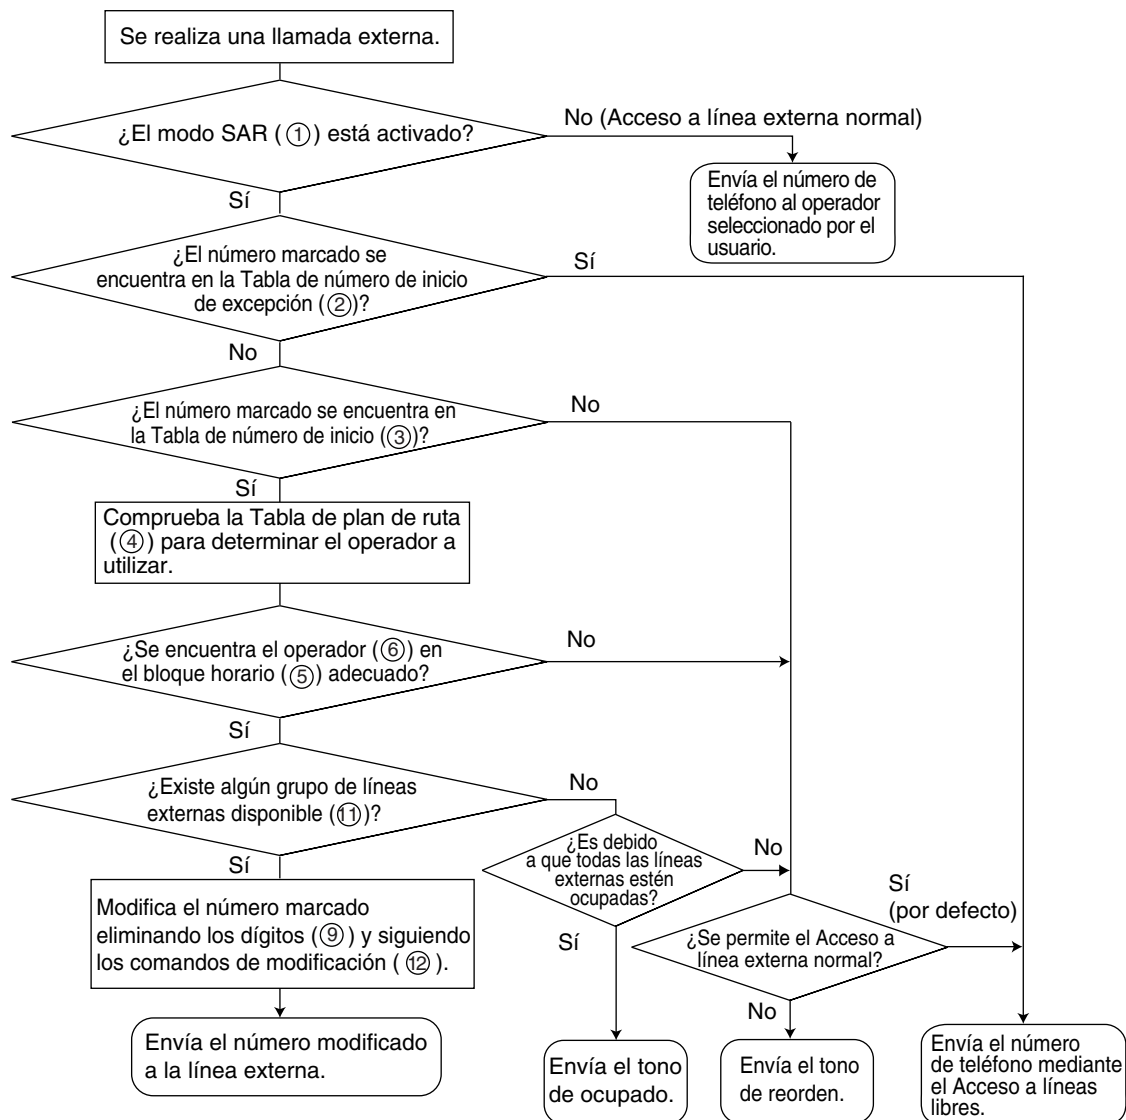 Se realiza una llamada externa.
¿El modo SAR (①) está activado?
No (Acceso a línea externa normal)
Envía el número de
teléfono al operador
seleccionado por el
usuario.
Sí
¿El número marcado se
encuentra en la Tabla de número de inicio
de excepción (②)?
Sí
No
¿El número marcado se encuentra en
la Tabla de número de inicio (③)?
No
Sí
Comprueba la Tabla de plan de ruta
(④) para determinar el operador a
utilizar.
¿Se encuentra el operador (⑥) en
el bloque horario (⑤) adecuado?
No
Sí
¿Existe algún grupo de líneas
externas disponible (⑪)?
No
¿Es debido
a que todas las líneas
externas estén
ocupadas?
No
Sí
Sí
(por defecto)
Modifica el número marcado
eliminando los dígitos (⑨) y siguiendo
los comandos de modificación ( ⑫ ).
Sí
¿Se permite el Acceso a
línea externa normal?
No
Envía el número modificado
a la línea externa.
Envía el tono
de ocupado.
Envía el tono
de reorden.
Envía el número
de teléfono mediante
el Acceso a líneas
libres.